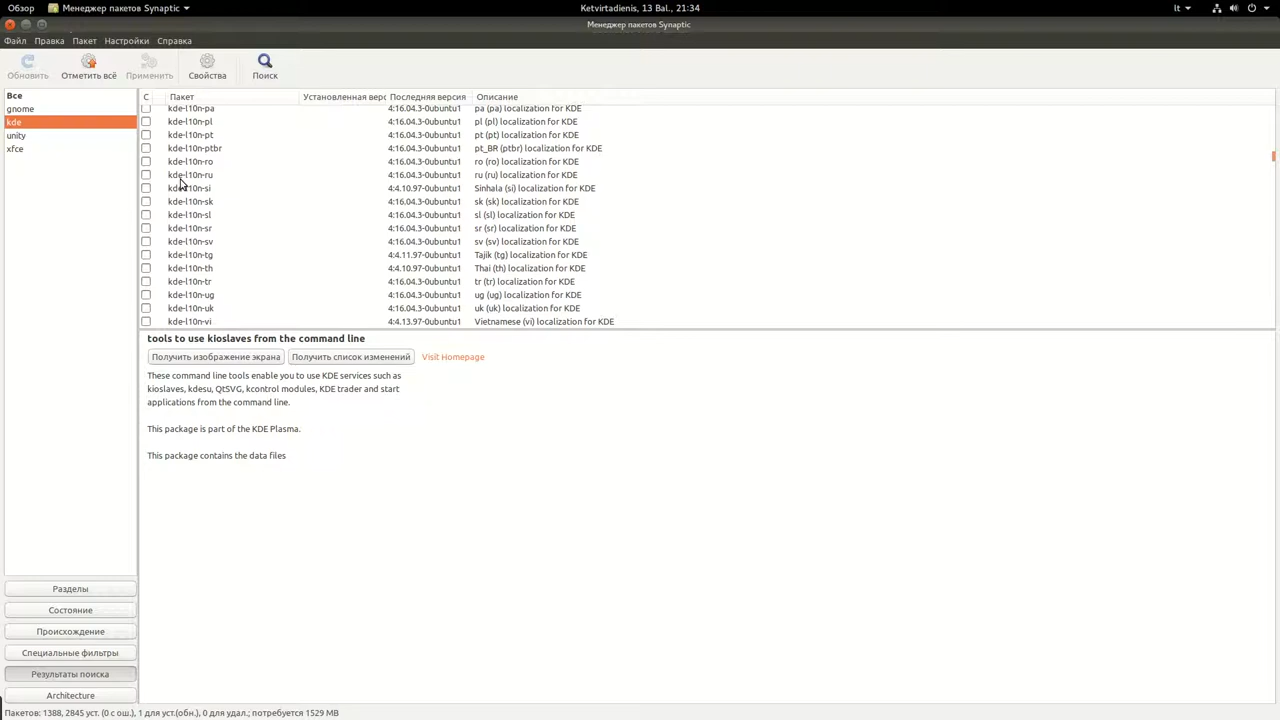 Обзор Менеджер пакетов Synaptic Ketvirtadienis, 13 Bal., 21:34 lt
Менеджер пакетов Synaptic
Файл Правка Пакет Настройки Справка
Обновить Отметить всё Применить Свойства Поиск
Все
gnome
kde
unity
xfce
С Пакет Установленная верс Последняя версия Описание
kde-l10n-pa 4:16.04.3-0ubuntu1 pa (pa) localization for KDE
kde-l10n-pl 4:16.04.3-0ubuntu1 pl (pl) localization for KDE
kde-l10n-pt 4:16.04.3-0ubuntu1 pt (pt) localization for KDE
kde-l10n-ptbr 4:16.04.3-0ubuntu1 pt_BR (ptbr) localization for KDE
kde-l10n-ro 4:16.04.3-0ubuntu1 ro (ro) localization for KDE
kde-l10n-ru 4:16.04.3-0ubuntu1 ru (ru) localization for KDE
kde-l10n-si 4:4.10.97-0ubuntu1 Sinhala (si) localization for KDE
kde-l10n-sk 4:16.04.3-0ubuntu1 sk (sk) localization for KDE
kde-l10n-sl 4:16.04.3-0ubuntu1 sl (sl) localization for KDE
kde-l10n-sr 4:16.04.3-0ubuntu1 sr (sr) localization for KDE
kde-l10n-sv 4:16.04.3-0ubuntu1 sv (sv) localization for KDE
kde-l10n-tg 4:4.11.97-0ubuntu1 Tajik (tg) localization for KDE
kde-l10n-th 4:4.10.97-0ubuntu1 Thai (th) localization for KDE
kde-l10n-tr 4:16.04.3-0ubuntu1 tr (tr) localization for KDE
kde-l10n-ug 4:16.04.3-0ubuntu1 ug (ug) localization for KDE
kde-l10n-uk 4:16.04.3-0ubuntu1 uk (uk) localization for KDE
kde-l10n-vi 4:4.13.97-0ubuntu1 Vietnamese (vi) localization for KDE
tools to use kioslaves from the command line
Получить изображение экрана Получить список изменений Visit Homepage
These command line tools enable you to use KDE services such as
kioslaves, kdesu, QtSVG, kcontrol modules, KDE trader and start
applications from the command line.
This package is part of the KDE Plasma.
This package contains the data files
Разделы
Состояние
Происхождение
Специальные фильтры
Результаты поиска
Architecture
Пакетов: 1388, 2845 уст. (0 с ош.), 1 для уст.(обн.), 0 для удал.; потребуется 1529 MB